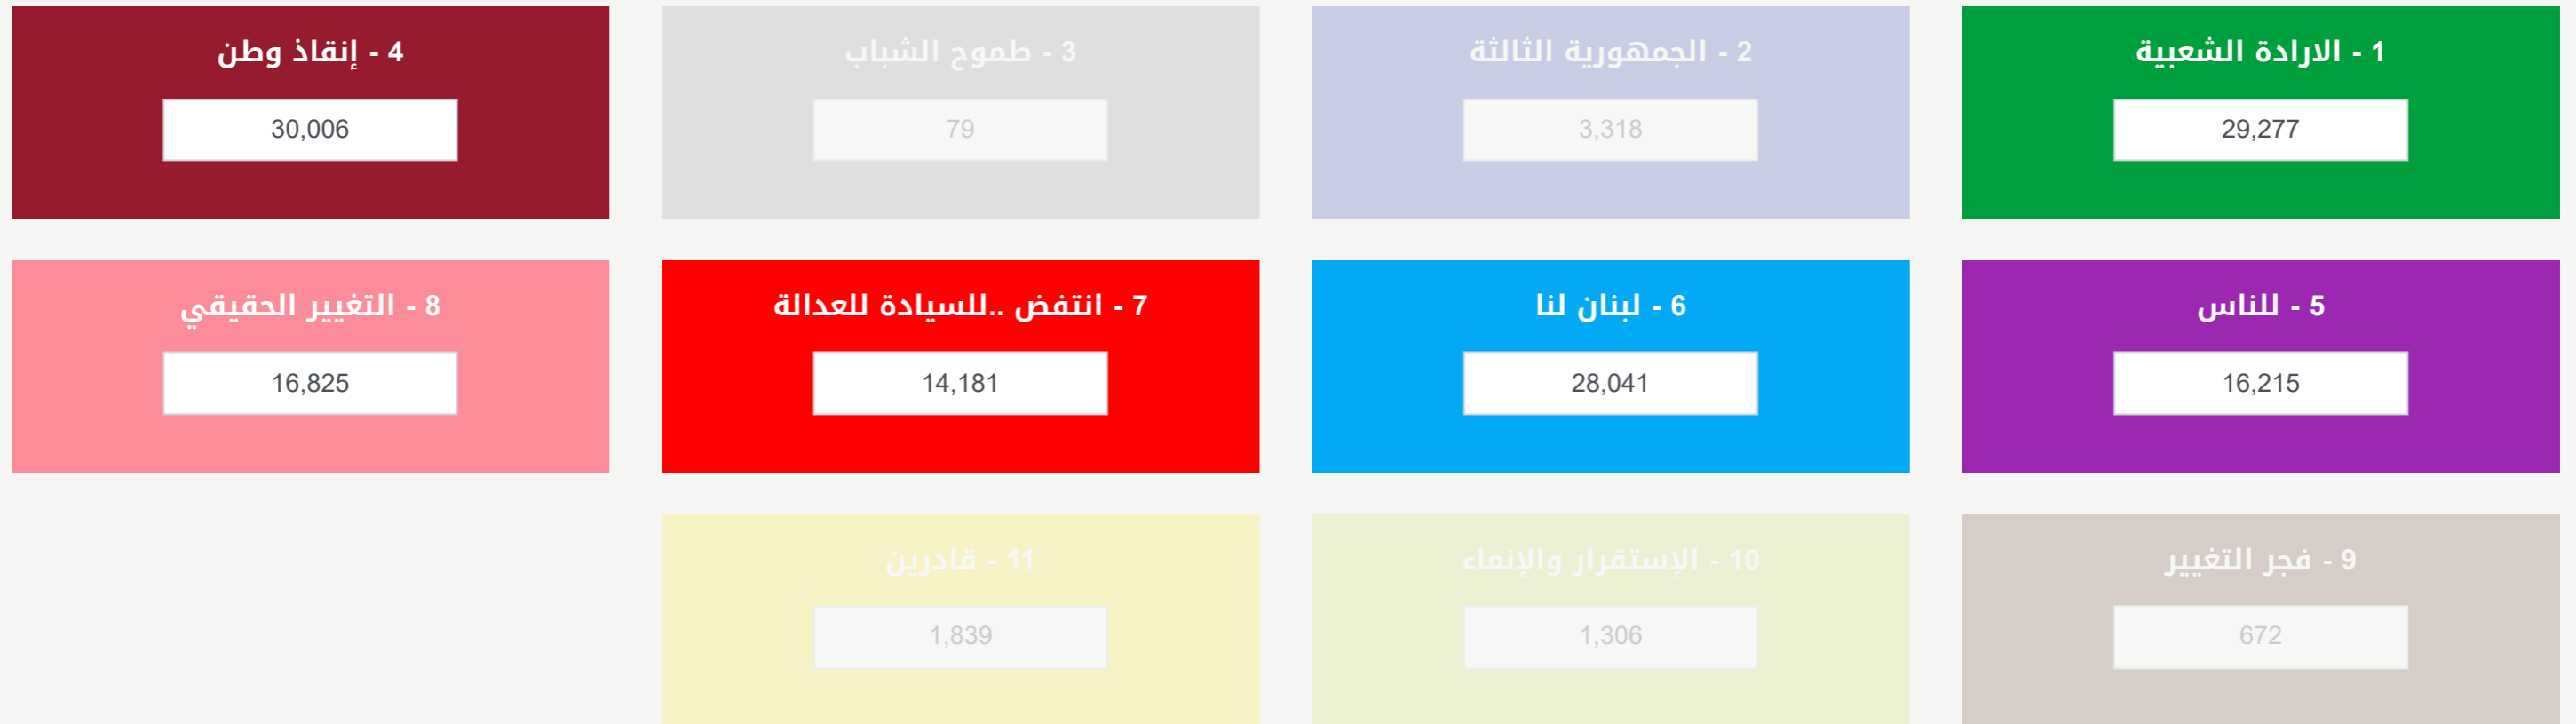 1 - الارادة الشعبية
29,277
2 - الجمهورية الثالثة
3,318
3 - طموح الشباب
79
4 - إنقاذ وطن
30,006
5 - للناس
16,215
6 - لبنان لنا
28,041
7 - انتفض ..للسيادة للعدالة
14,181
8 - التغيير الحقيقي
16,825
9 - فجر التغيير
672
10 - الإستقرار والإنماء
1,306
11 - قادرين
1,839